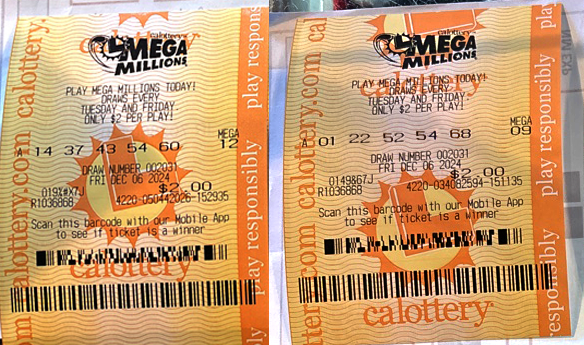 calottery
MEGA
MILLIONS
PLAY MEGA MILLIONS TODAY!
DRAWS EVERY
TUESDAY AND FRIDAY
ONLY $2 PER PLAY!
MEGA
A 14 37 43 54 60 12
DRAW NUMBER 002031
FRI DEC 06 2024
$2.00
R1036868 4220-050442026-152935
Scan this barcode with our Mobile App
to see if ticket is a winner
calottery
calottery.com
play responsibly
play responsibly
calottery
MEGA
MILLIONS
calottery
PLAY MEGA MILLIONS TODAY!
DRAWS EVERY
TUESDAY AND FRIDAY
ONLY $2 PER PLAY!
MEGA
A 01 22 52 54 68 09
DRAW NUMBER 002031
FRI DEC 06 2024
$2.00
0149867J
R1036868 4220-034082594-151135
Scan this barcode with our Mobile App
to see if ticket is a winner
calottery
calottery.com
play responsibly
responsibly